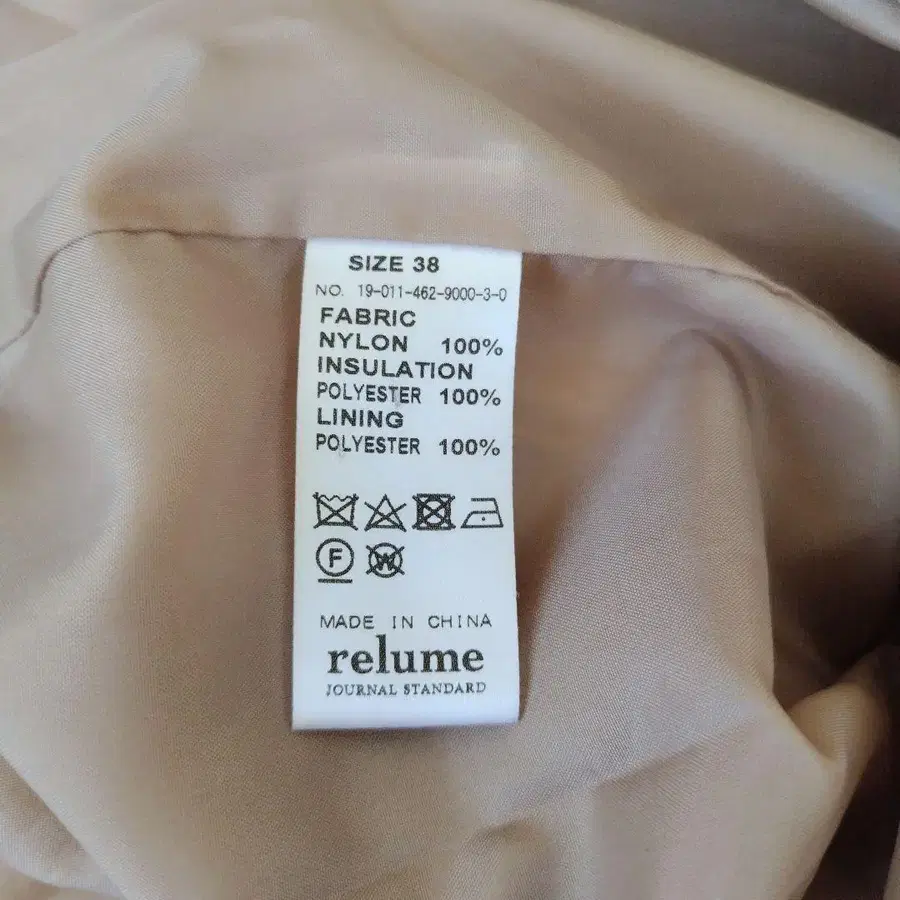 SIZE 38
NO. 19-011-462-9000-3-0
FABRIC
NYLON 100%
INSULATION
POLYESTER 100%
LINING
POLYESTER 100%
F W
MADE IN CHINA
relume
JOURNAL STANDARD